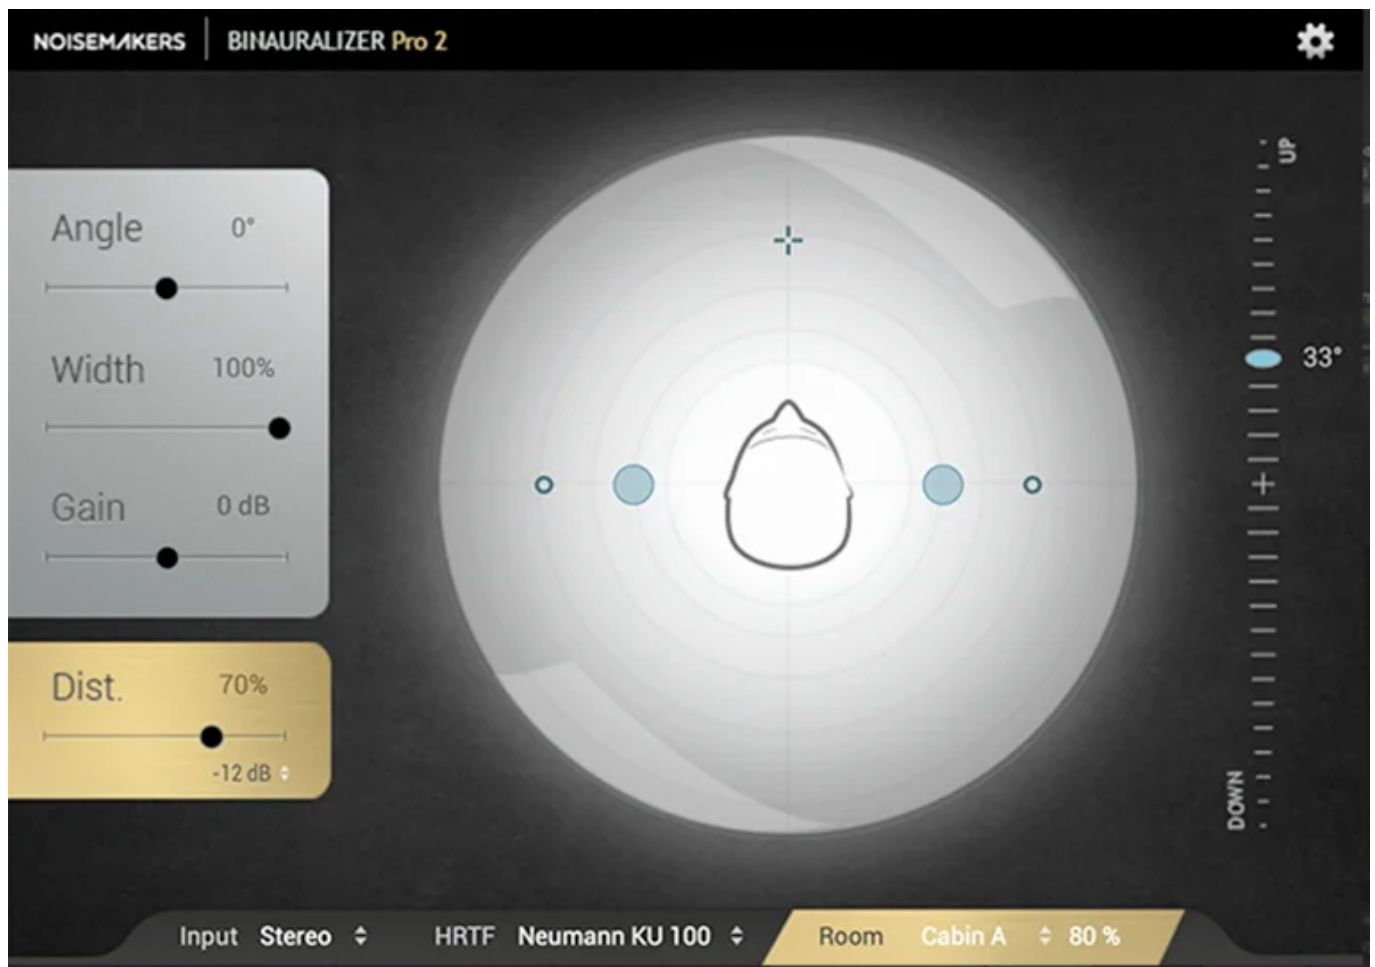 NOISEMAKERS BINAURALIZER Pro 2
UP
Angle 0°
Width 100%
33°
Gain 0 dB
Dist. 70%
-12 dB
DOWN
Input Stereo HRTF Neumann KU 100 Room Cabin A 80 %